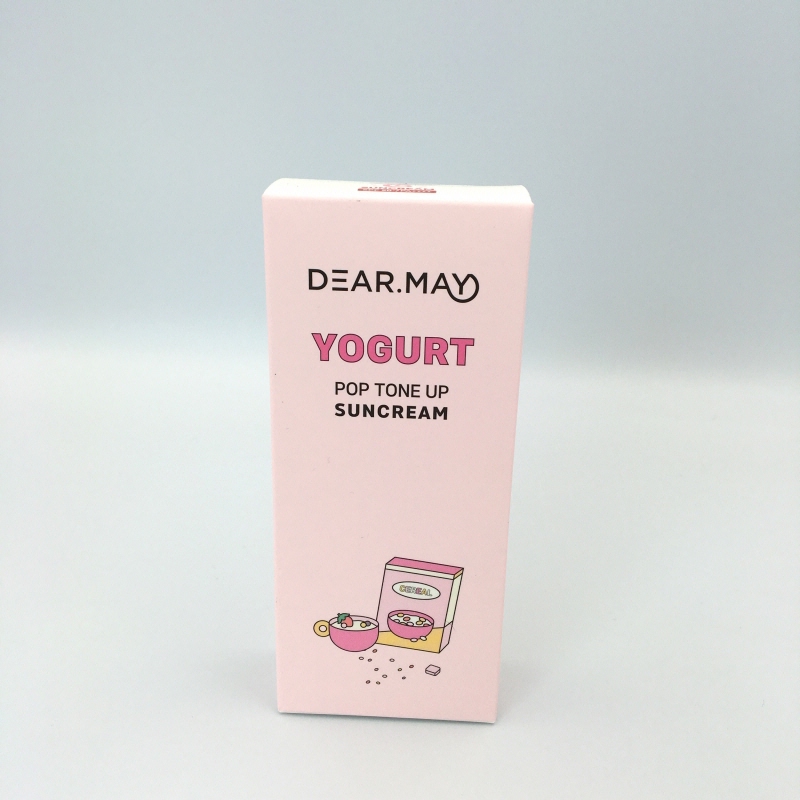 DEAR.MAY
YOGURT
POP TONE UP
SUNCREAM
CEREAL